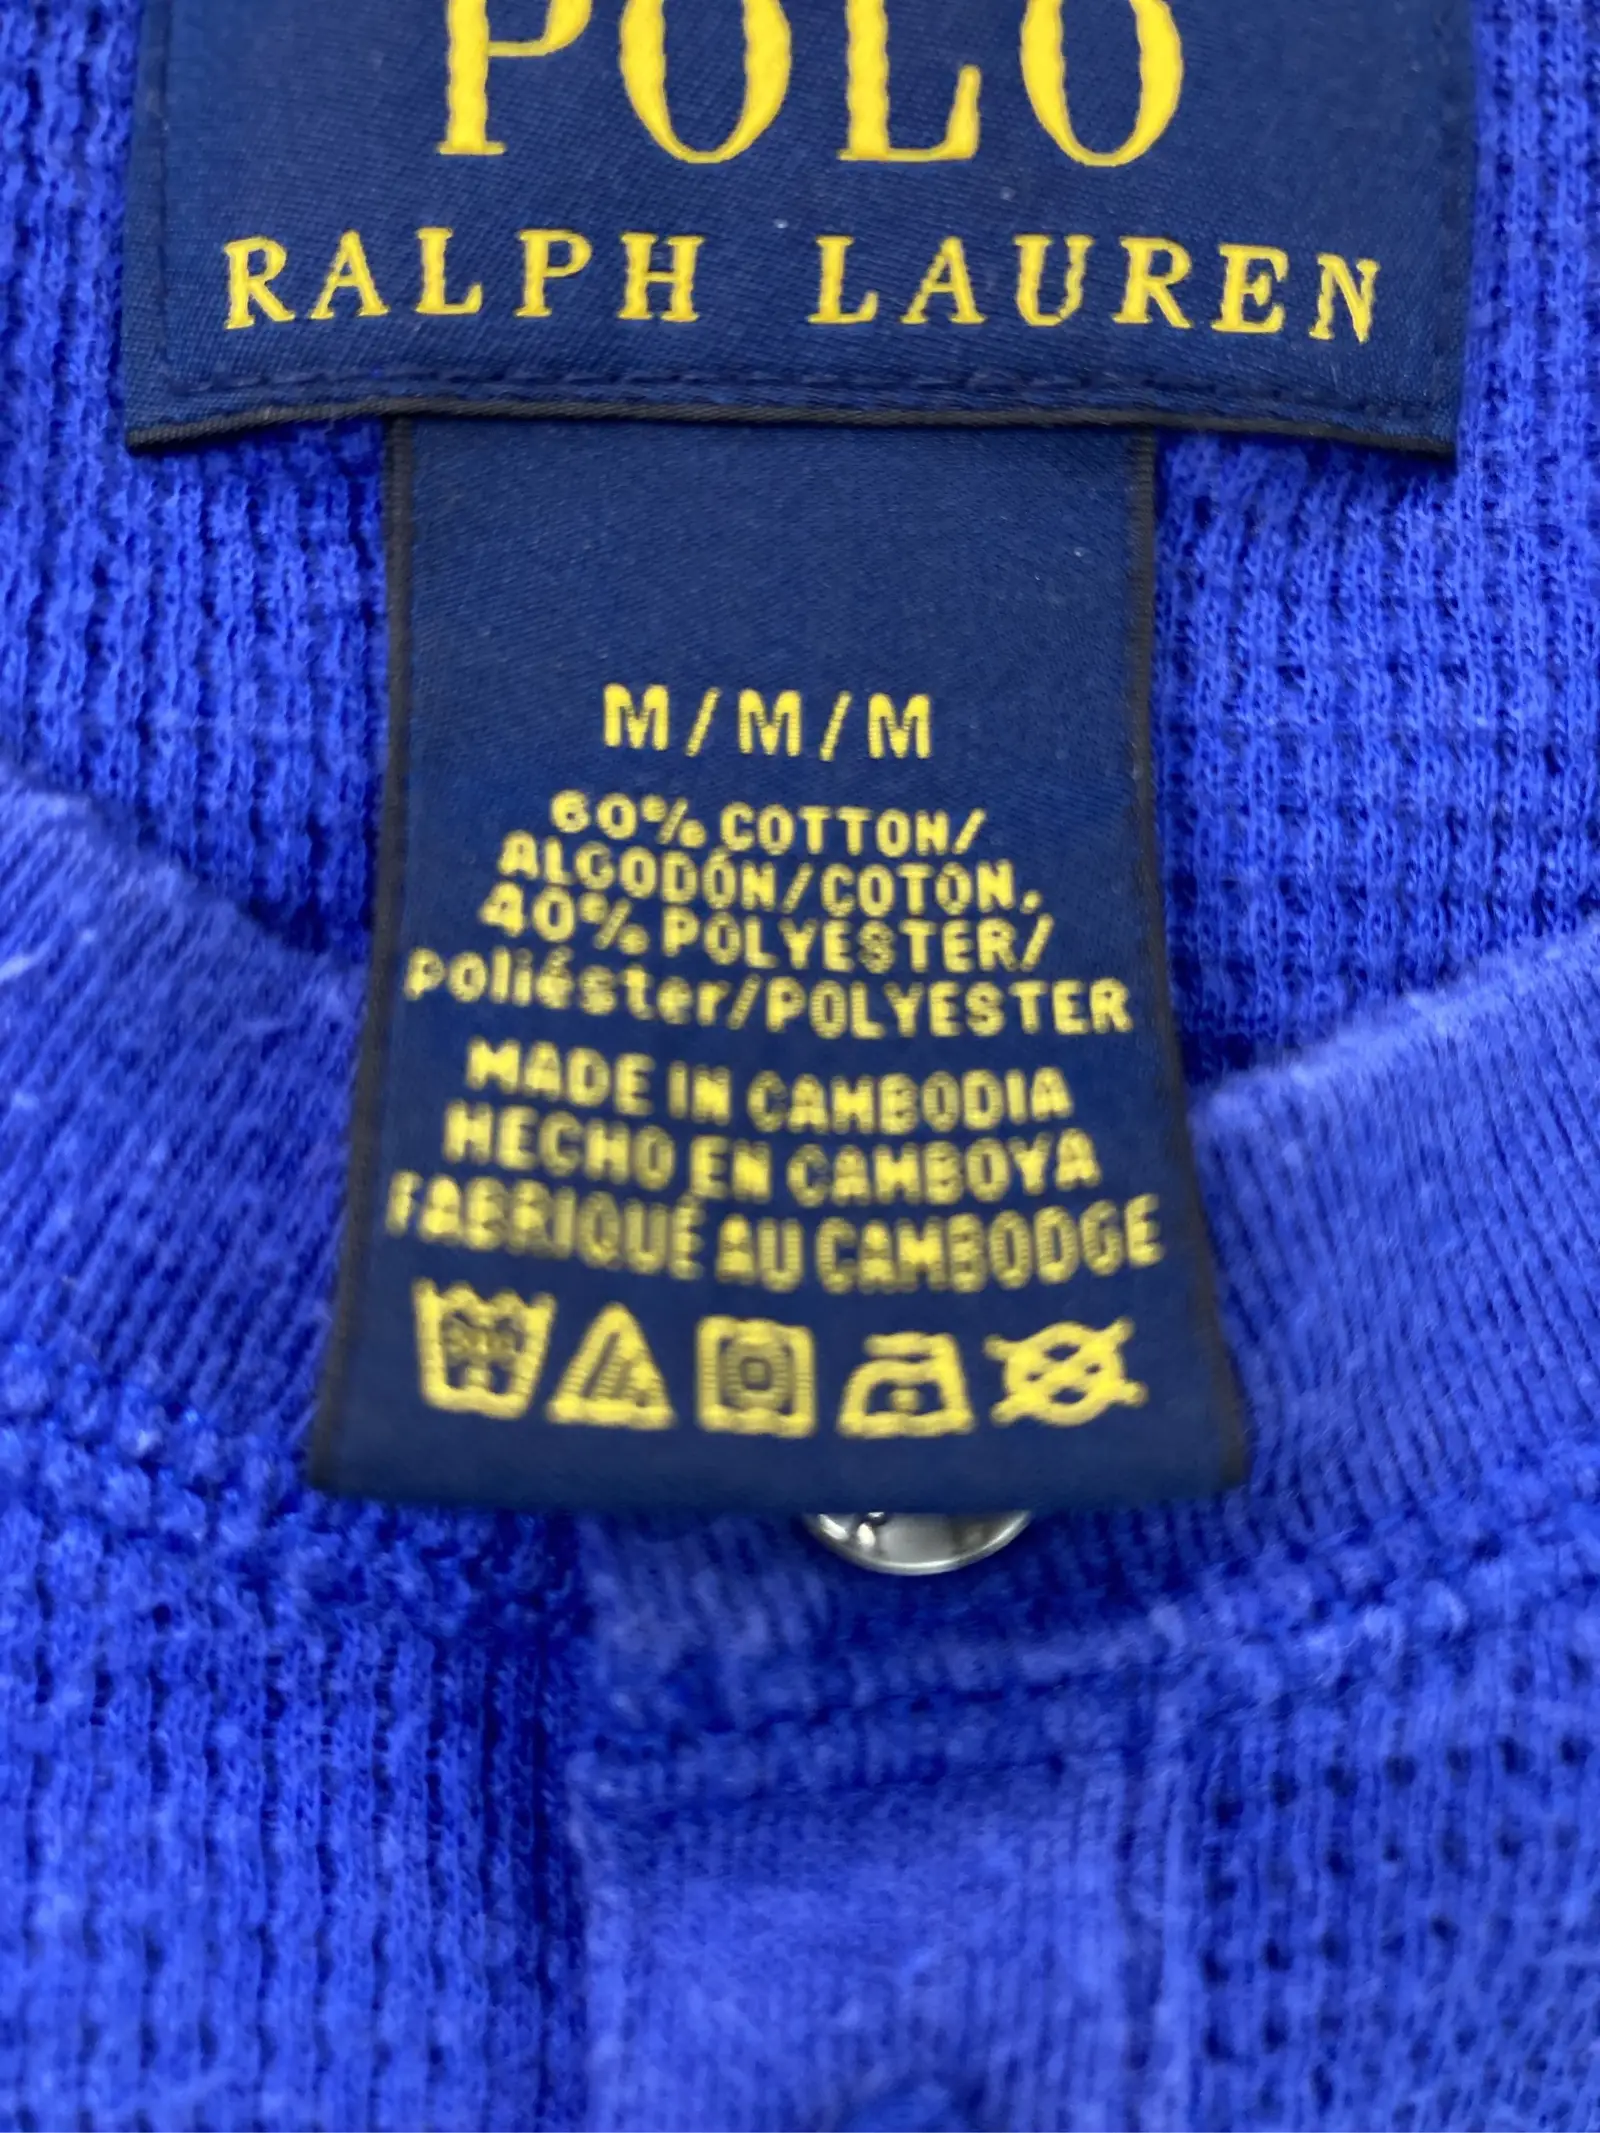 POLO
RALPH LAUREN
M/M/M
60% COTTON/
ALGODÓN/COTON,
40% POLYESTER/
poliéster/POLYESTER
MADE IN CAMBODIA
HECHO EN CAMBOYA
FABRIQUÉ AU CAMBODGE